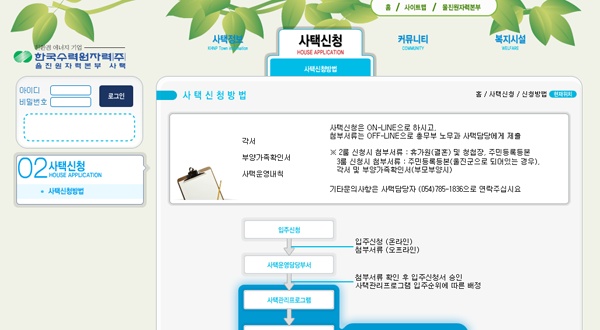 홈 / 사이트맵 / 울진원자력본부
친환경 에너지 기업
한국수력원자력(주)
울진원자력본부 사택
사택정보
KHNP Town Information
사택신청
HOUSE APPLICATION
사택신청방법
커뮤니티
COMMUNITY
복지시설
WELFARE
아이디
비밀번호
로그인
02 사택신청
HOUSE APPLICATION
사택신청방법
사택신청방법
홈 / 사택신청 / 신청방법 현재위치
각서
부양가족확인서
사택운영내칙
사택신청은 ON-LINE으로 하시고,
첨부서류는 OFF-LINE으로 총무부 노무과 사택담당에게 제출
※ 2룸 신청시 첨부서류 : 휴가원(결혼) 및 청첩장, 주민등록등본
3룸 신청시 첨부서류 : 주민등록등본(울진군으로 되어있는 경우),
각서 및 부양가족확인서(부모부양시)
기타문의사항은 사택담당자 (054)785-1836으로 연락주십시요
입주신청
입주신청 (온라인)
첨부서류 (오프라인)
사택운영담당부서
첨부서류 확인 후 입주신청서 승인
사택관리프로그램 입주순위에 따른 배정
사택관리프로그램